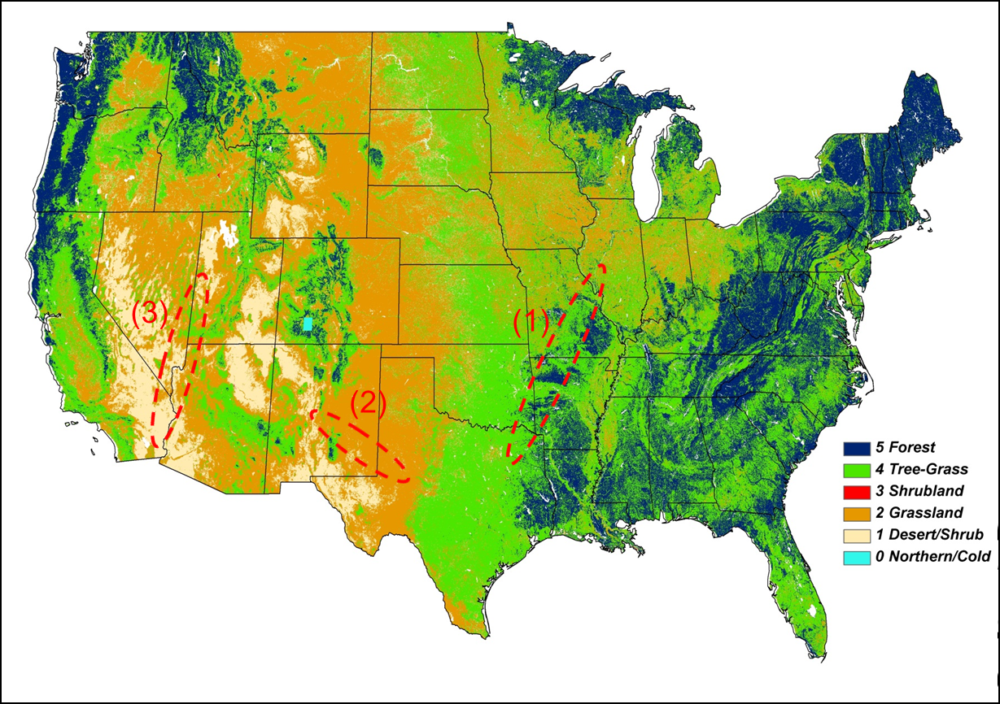 (3)
(1)
(2)
5 Forest
4 Tree-Grass
3 Shrubland
2 Grassland
1 Desert/Shrub
0 Northern/Cold